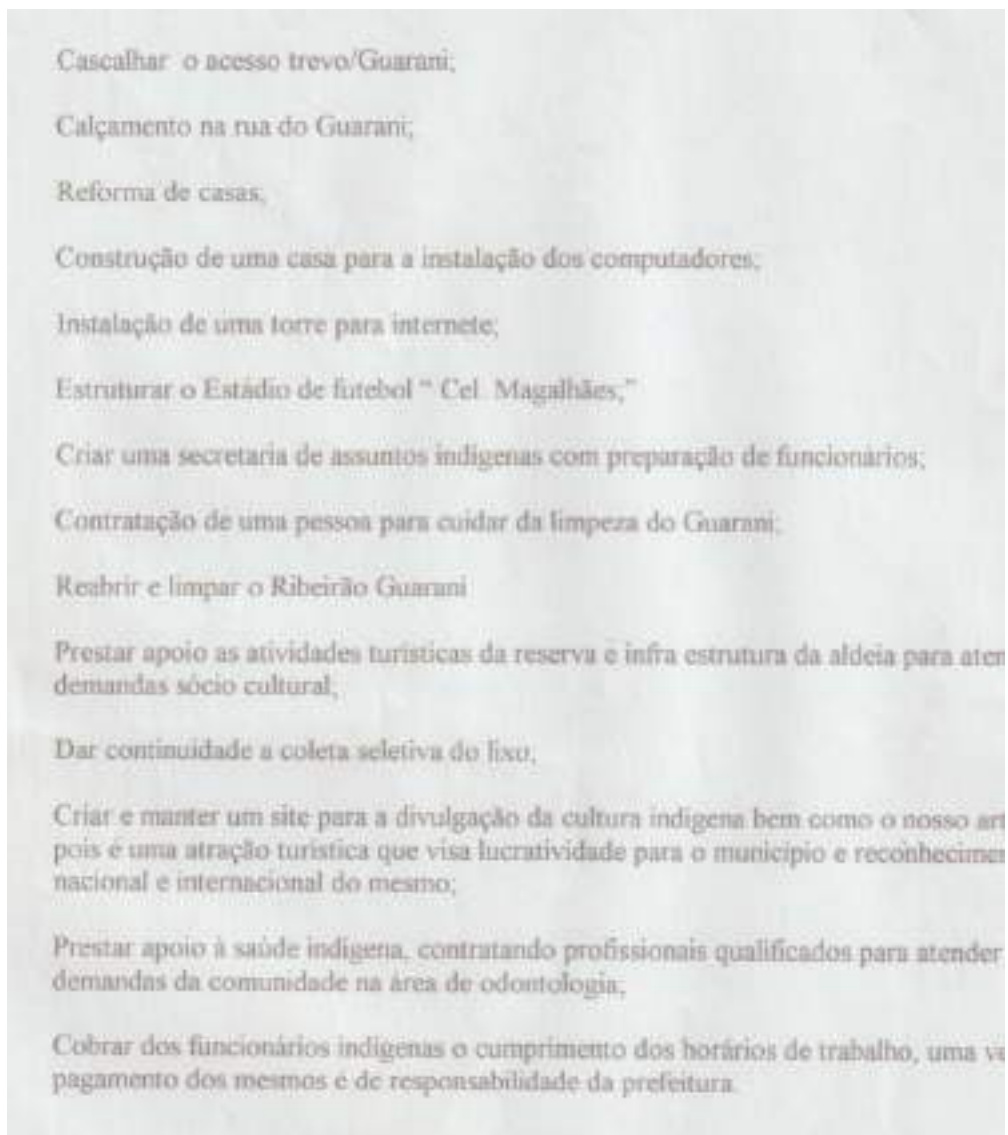 Cascalhar o acesso trevo/Guarani;
Calçamento na rua do Guarani;
Reforma de casas;
Construção de uma casa para a instalação dos computadores;
Instalação de uma torre para internete;
Estruturar o Estádio de futebol “ Cel. Magalhães;”
Criar uma secretaria de assuntos indigenas com preparação de funcionários;
Contratação de uma pessoa para cuidar da limpeza do Guarani;
Reabrir e limpar o Ribeirão Guarani
Prestar apoio as atividades turísticas da reserva e infra estrutura da aldeia para aten
demandas sócio cultural;
Dar continuidade a coleta seletiva do lixo;
Criar e manter um site para a divulgação da cultura indígena bem como o nosso art
pois é uma atração turística que visa lucratividade para o município e reconhecimen
nacional e internacional do mesmo;
Prestar apoio à saúde indígena, contratando profissionais qualificados para atender
demandas da comunidade na área de odontologia;
Cobrar dos funcionários indígenas o cumprimento dos horários de trabalho, uma ve
pagamento dos mesmos e de responsabilidade da prefeitura.